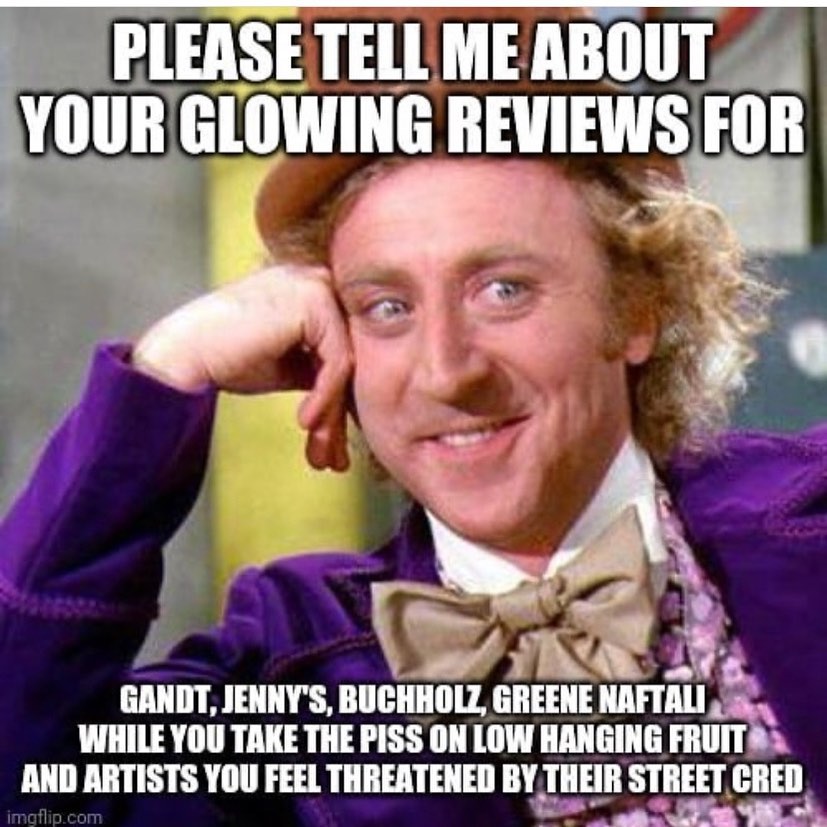 PLEASE TELL ME ABOUT
YOUR GLOWING REVIEWS FOR
GANDT, JENNY'S, BUCHHOLZ, GREENE NAFTALI
WHILE YOU TAKE THE PISS ON LOW HANGING FRUIT
AND ARTISTS YOU FEEL THREATENED BY THEIR STREET CRED
imgflip.com